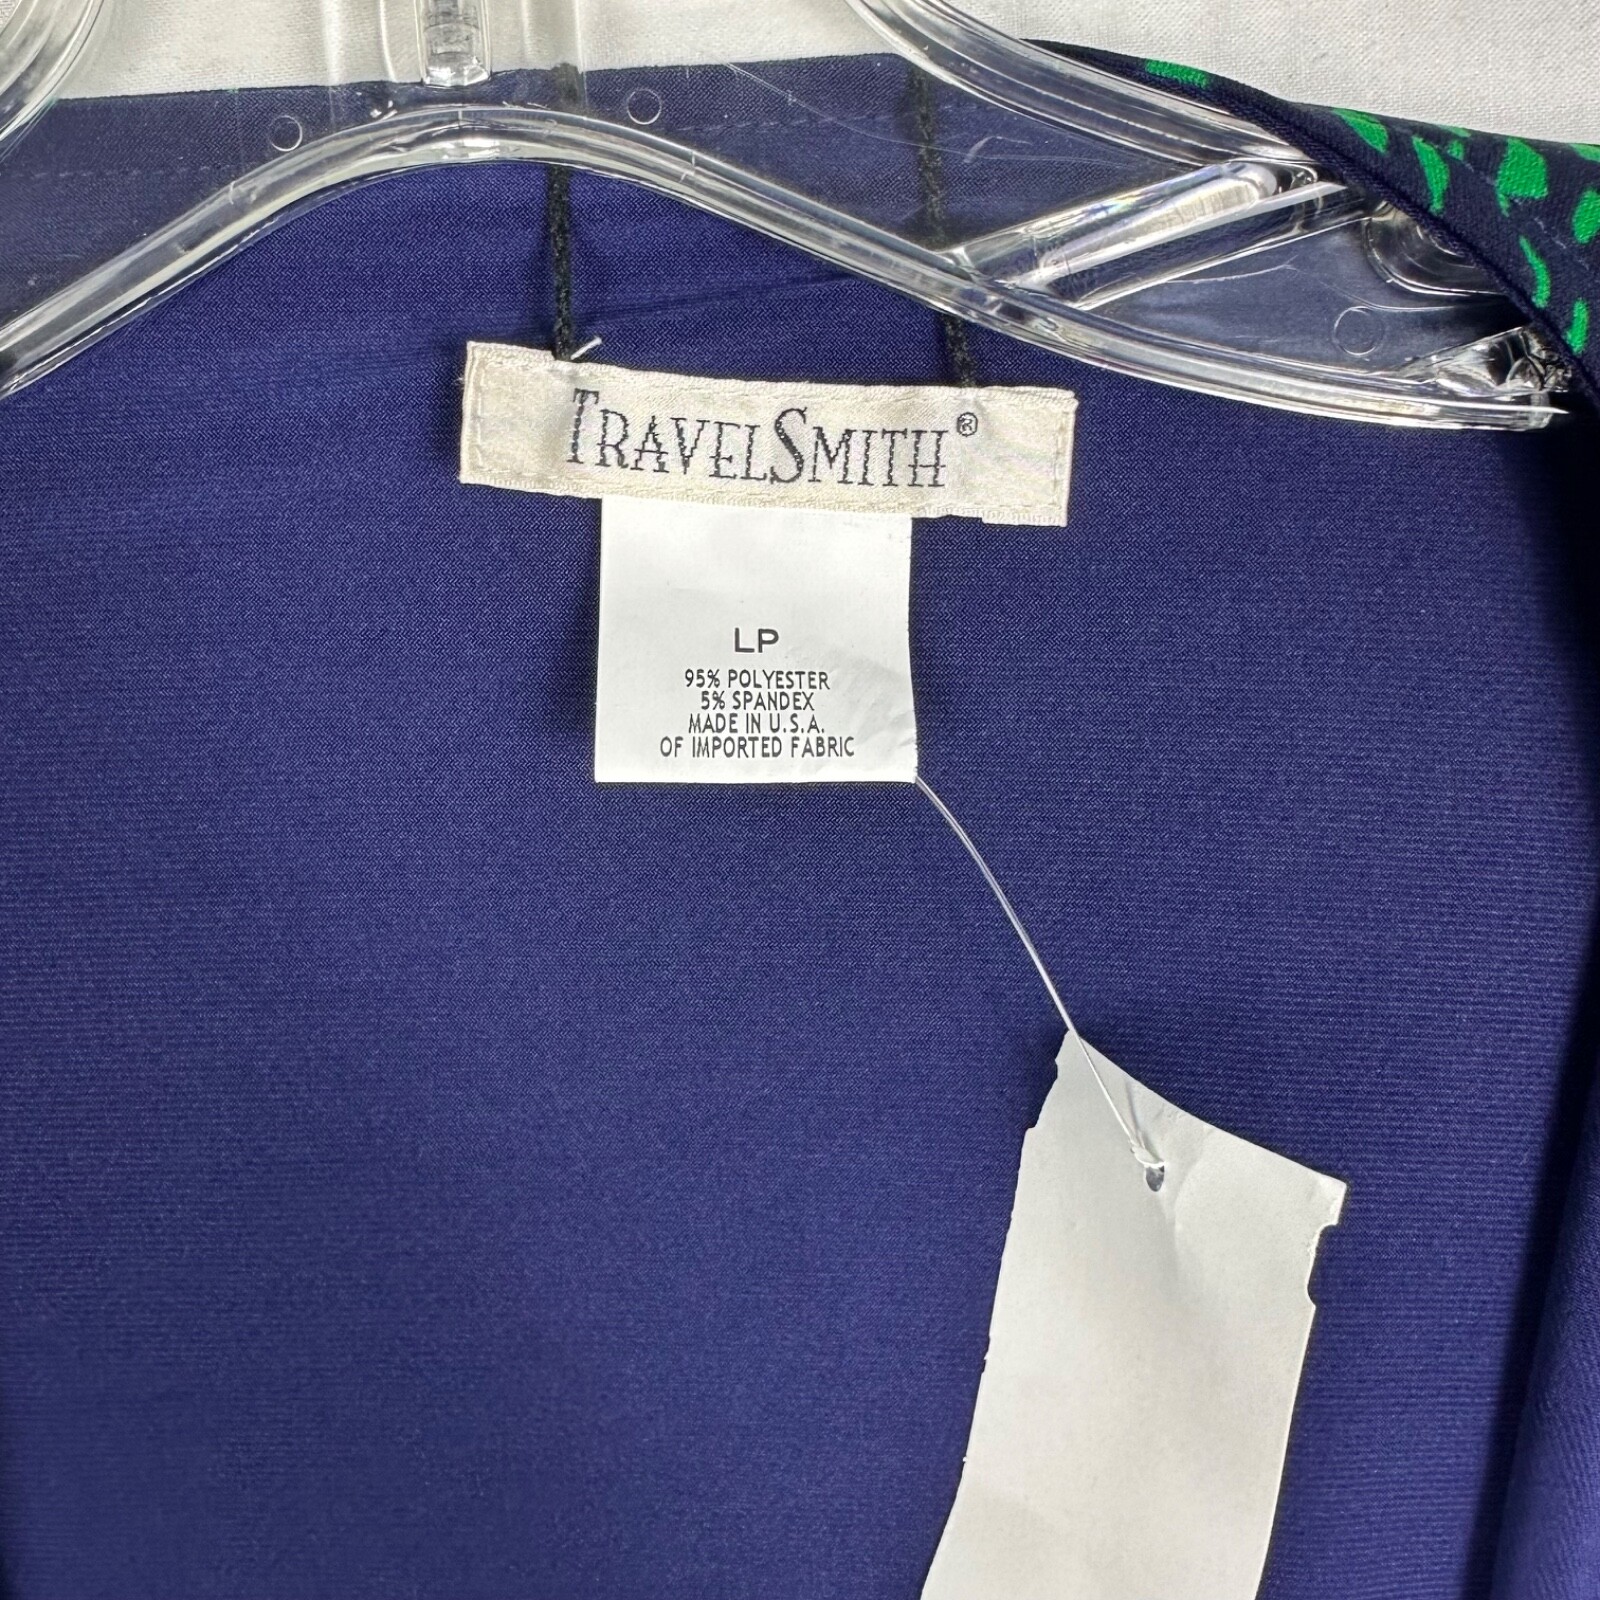 TRAVELSMITH®
LP
95% POLYESTER
5% SPANDEX
MADE IN U.S.A.
OF IMPORTED FABRIC